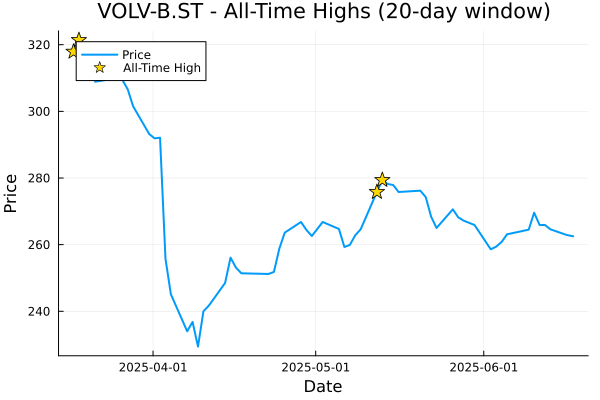 VOLV-B.ST - All-Time Highs (20-day window)
Price
All-Time High
320
300
280
260
240
Price
2025-04-01
2025-05-01
2025-06-01
Date